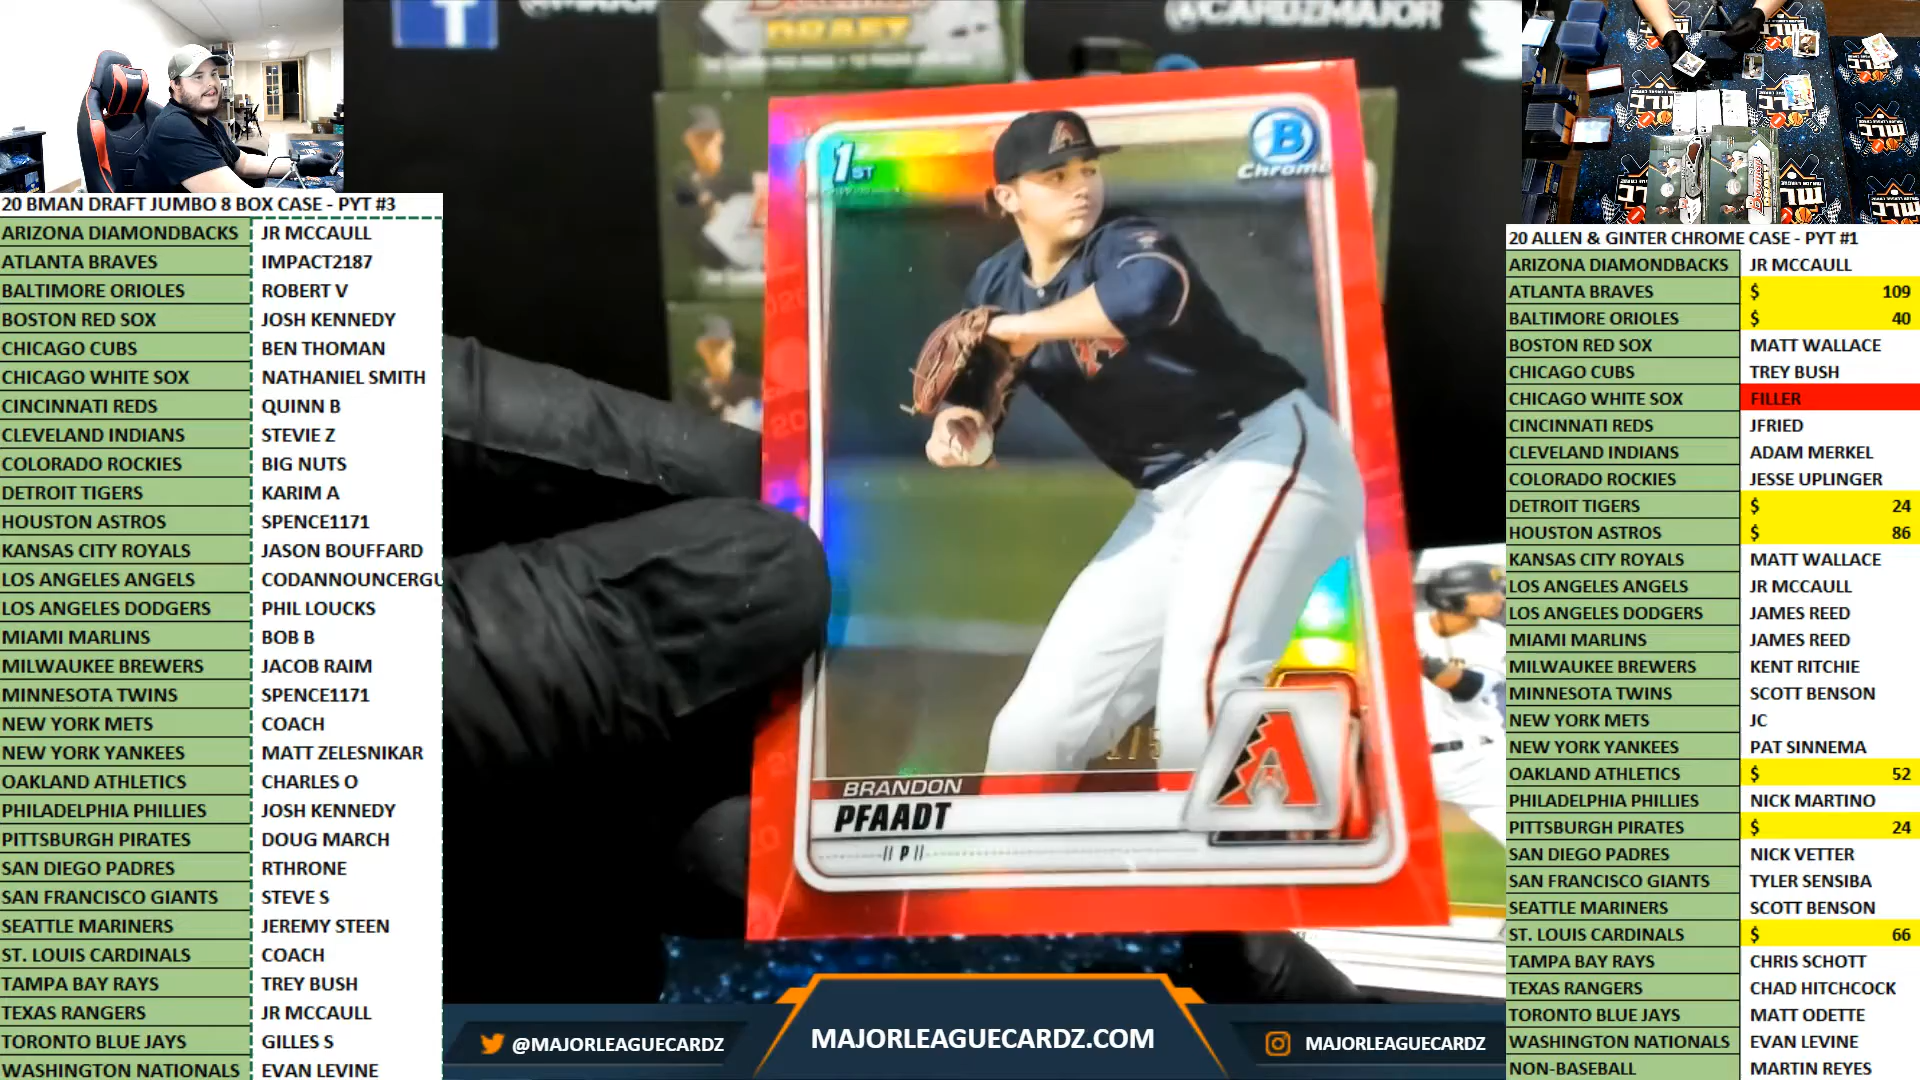 20 BMAN DRAFT JUMBO 8 BOX CASE - PYT #3
ARIZONA DIAMONDBACKS JR MCCAULL
ATLANTA BRAVES IMPACT2187
BALTIMORE ORIOLES ROBERT V
BOSTON RED SOX JOSH KENNEDY
CHICAGO CUBS BEN THOMAN
CHICAGO WHITE SOX NATHANIEL SMITH
CINCINNATI REDS QUINN B
CLEVELAND INDIANS STEVIE Z
COLORADO ROCKIES BIG NUTS
DETROIT TIGERS KARIM A
HOUSTON ASTROS SPENCE1171
KANSAS CITY ROYALS JASON BOUFFARD
LOS ANGELES ANGELS CODANNOUNCERGU
LOS ANGELES DODGERS PHIL LOUCKS
MIAMI MARLINS BOB B
MILWAUKEE BREWERS JACOB RAIM
MINNESOTA TWINS SPENCE1171
NEW YORK METS COACH
NEW YORK YANKEES MATT ZELESNIKAR
OAKLAND ATHLETICS CHARLES O
PHILADELPHIA PHILLIES JOSH KENNEDY
PITTSBURGH PIRATES DOUG MARCH
SAN DIEGO PADRES RTHRONE
SAN FRANCISCO GIANTS STEVE S
SEATTLE MARINERS JEREMY STEEN
ST. LOUIS CARDINALS COACH
TAMPA BAY RAYS TREY BUSH
TEXAS RANGERS JR MCCAULL
TORONTO BLUE JAYS GILLES S
WASHINGTON NATIONALS EVAN LEVINE
@CARDZMAJOR
DRAFT
1ST
B
Chrome
BRANDON
PFAADT
P
@MAJORLEAGUECARDZ
MAJORLEAGUECARDZ.COM
MAJORLEAGUECARDZ
20 ALLEN & GINTER CHROME CASE - PYT #1
ARIZONA DIAMONDBACKS JR MCCAULL
ATLANTA BRAVES $ 109
BALTIMORE ORIOLES $ 40
BOSTON RED SOX MATT WALLACE
CHICAGO CUBS TREY BUSH
CHICAGO WHITE SOX FILLER
CINCINNATI REDS JFRIED
CLEVELAND INDIANS ADAM MERKEL
COLORADO ROCKIES JESSE UPLINGER
DETROIT TIGERS $ 24
HOUSTON ASTROS $ 86
KANSAS CITY ROYALS MATT WALLACE
LOS ANGELES ANGELS JR MCCAULL
LOS ANGELES DODGERS JAMES REED
MIAMI MARLINS JAMES REED
MILWAUKEE BREWERS KENT RITCHIE
MINNESOTA TWINS SCOTT BENSON
NEW YORK METS JC
NEW YORK YANKEES PAT SINNEMA
OAKLAND ATHLETICS $ 52
PHILADELPHIA PHILLIES NICK MARTINO
PITTSBURGH PIRATES $ 24
SAN DIEGO PADRES NICK VETTER
SAN FRANCISCO GIANTS TYLER SENSIBA
SEATTLE MARINERS SCOTT BENSON
ST. LOUIS CARDINALS $ 66
TAMPA BAY RAYS CHRIS SCHOTT
TEXAS RANGERS CHAD HITCHCOCK
TORONTO BLUE JAYS MATT ODETTE
WASHINGTON NATIONALS EVAN LEVINE
NON-BASEBALL MARTIN REYES